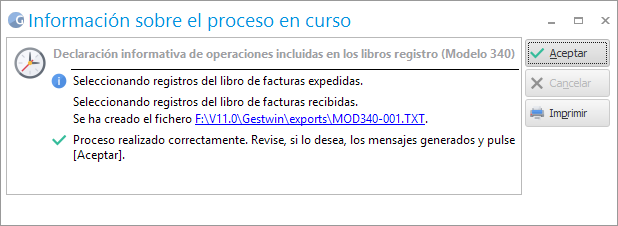 Información sobre el proceso en curso
Declaración informativa de operaciones incluidas en los libros registro (Modelo 340)
Seleccionando registros del libro de facturas expedidas.
Seleccionando registros del libro de facturas recibidas.
Se ha creado el fichero F:\V11.0\Gestwin\exports\MOD340-001.TXT.
Proceso realizado correctamente. Revise, si lo desea, los mensajes generados y pulse
[Aceptar].
Aceptar
Cancelar
Imprimir